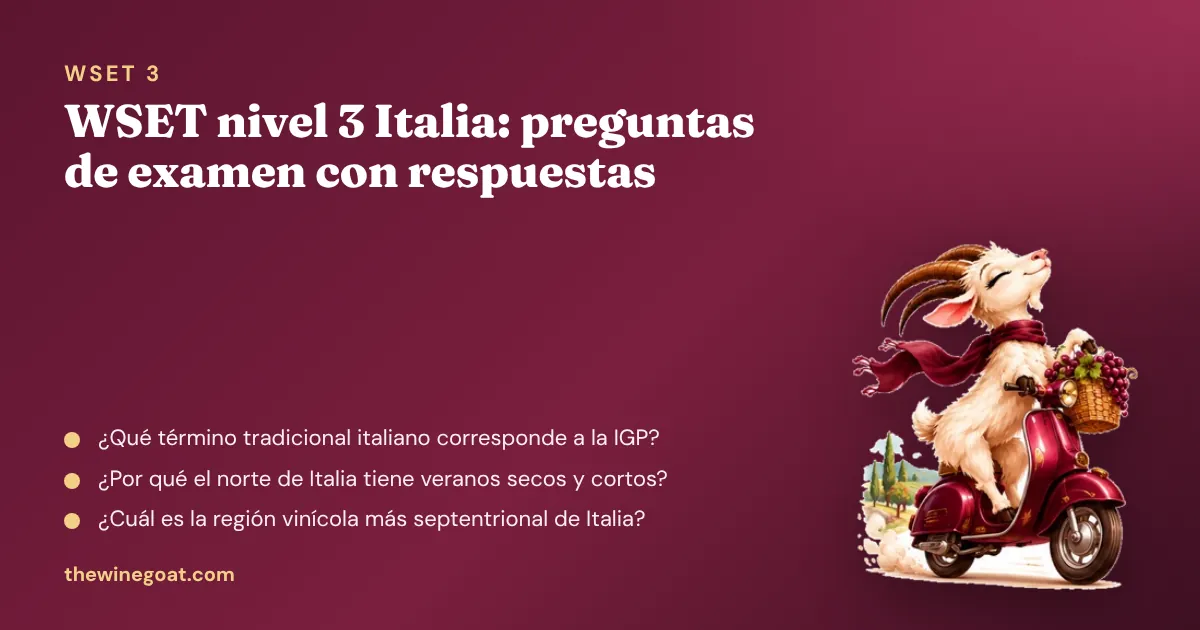 WSET 3
WSET nivel 3 Italia: preguntas
de examen con respuestas
¿Qué término tradicional italiano corresponde a la IGP?
¿Por qué el norte de Italia tiene veranos secos y cortos?
¿Cuál es la región vinícola más septentrional de Italia?
thewinegoat.com